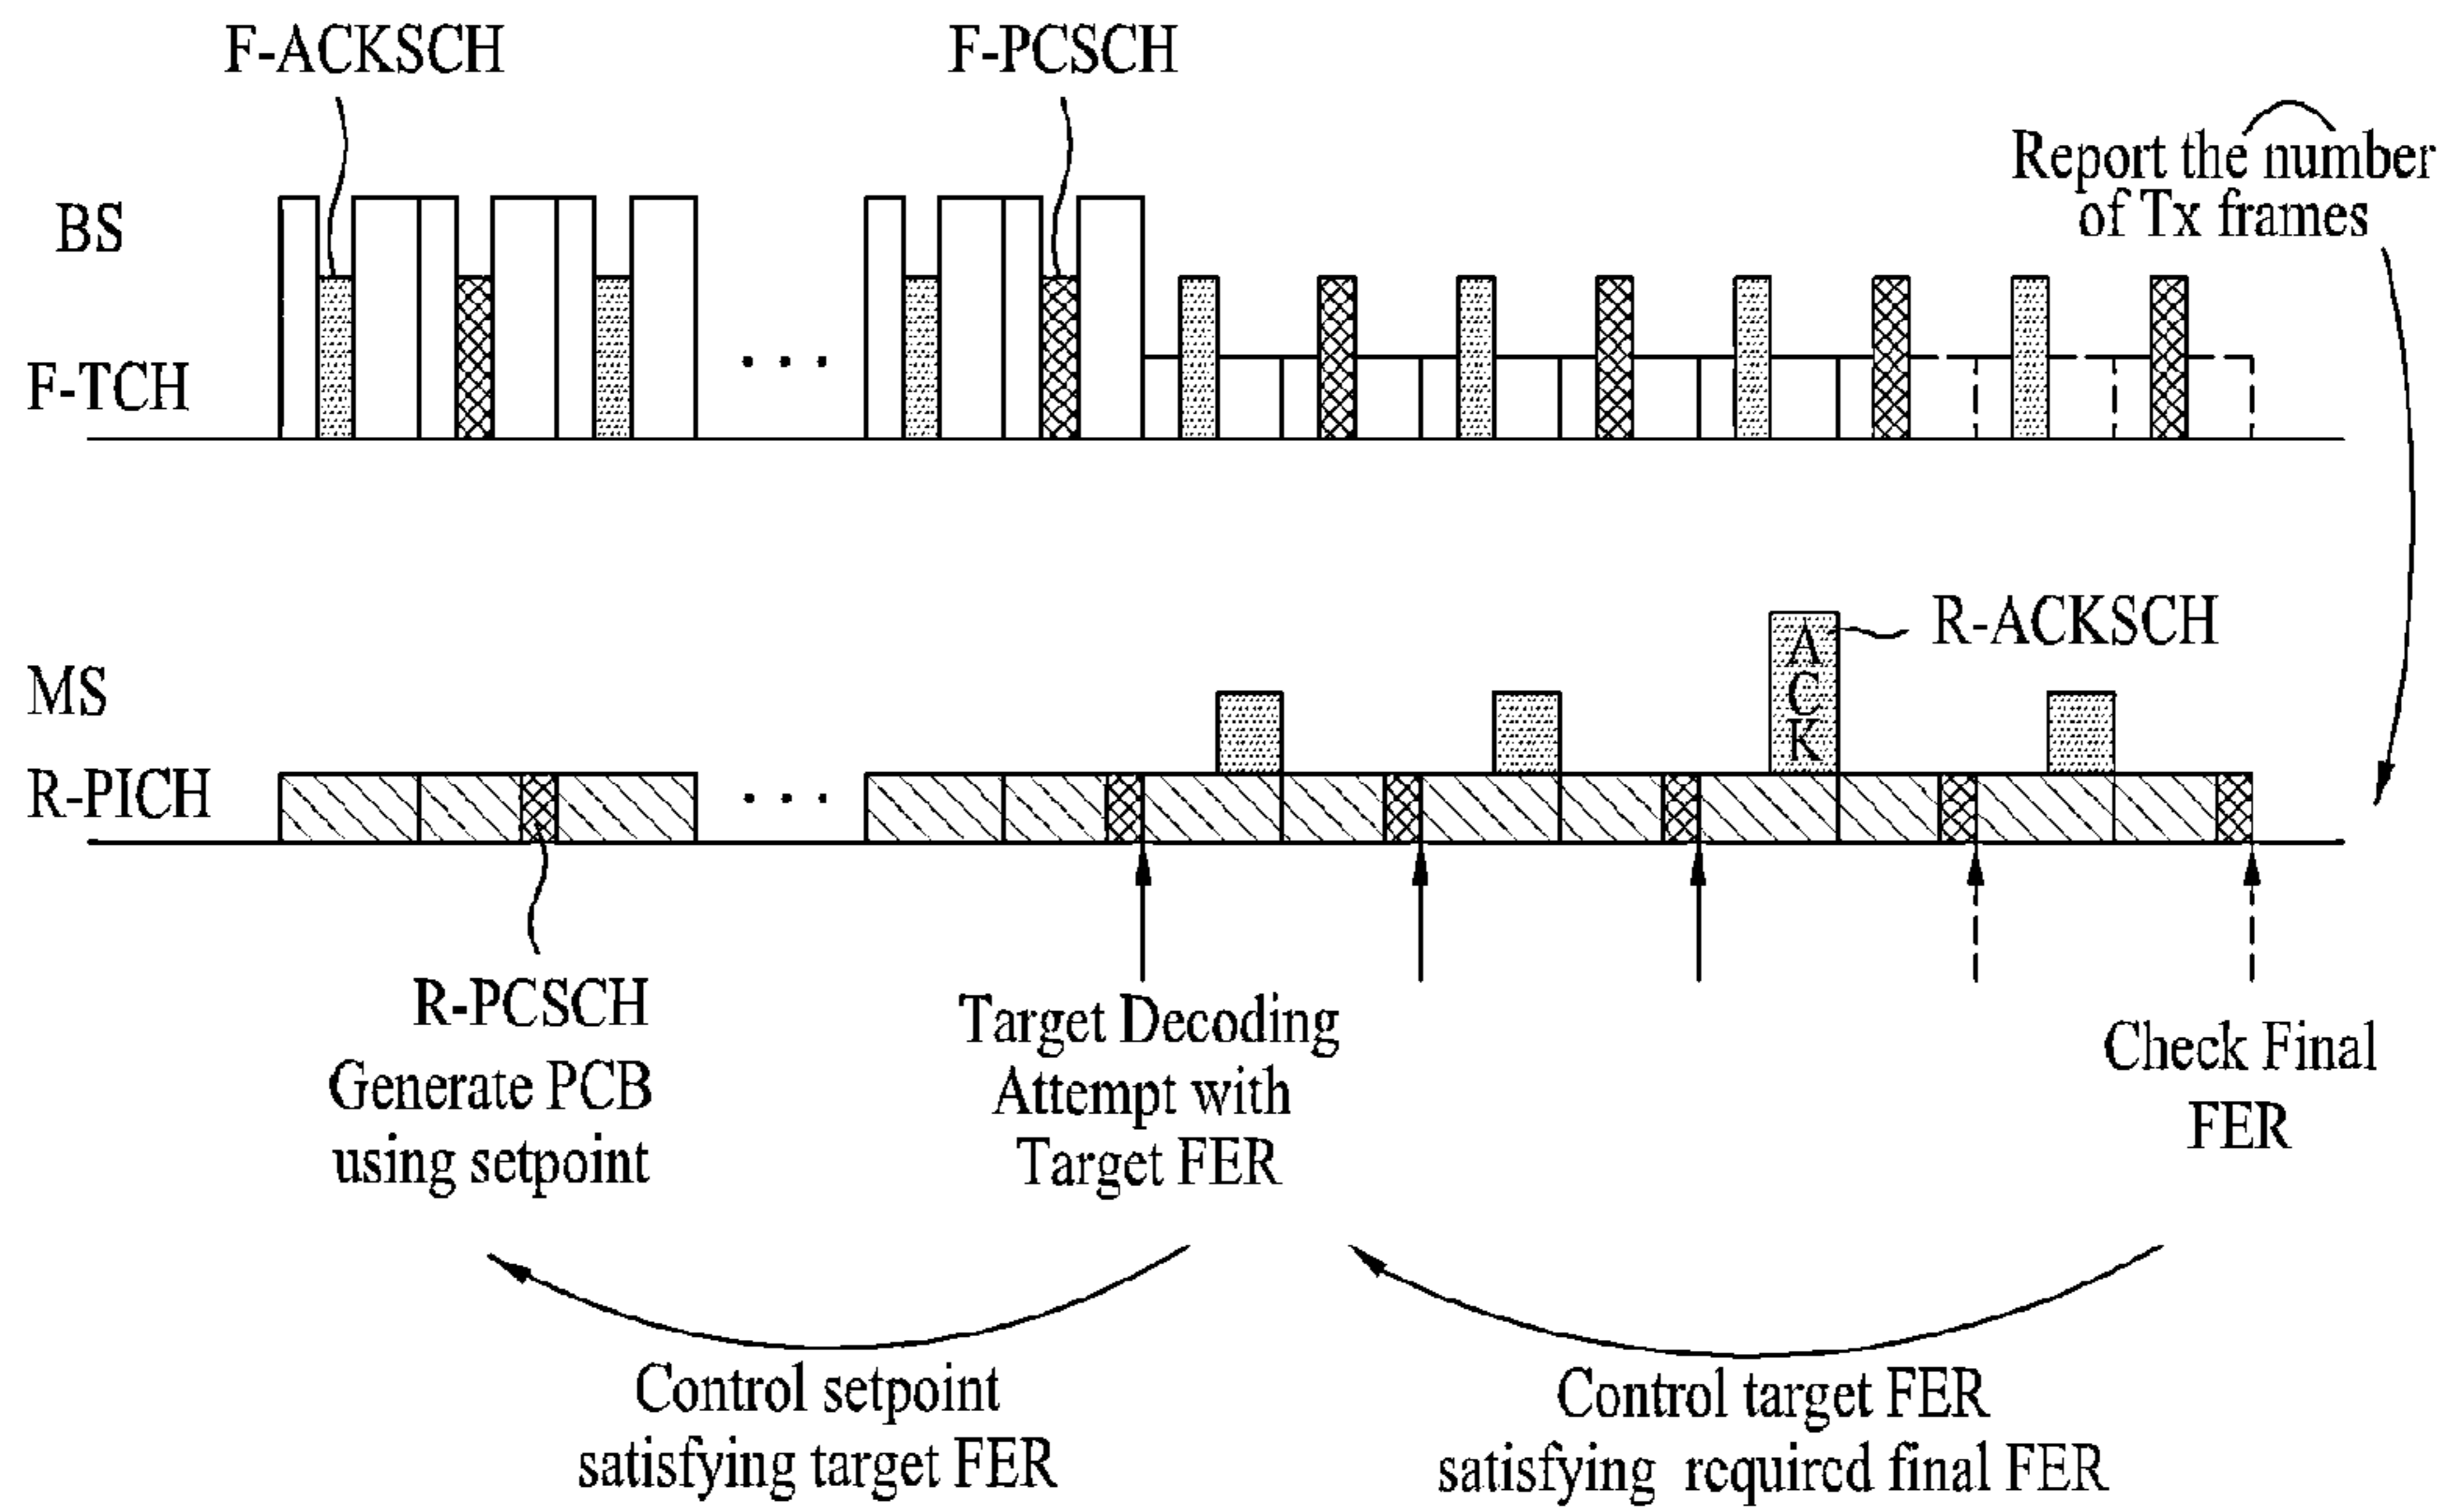 F-ACKSCH
F-PCSCH
Report the number
of Tx frames
BS
F-TCH
...
R-ACKSCH
ACK
MS
R-PICH
...
R-PCSCH
Generate PCB
using setpoint
Target Decoding
Attempt with
Target FER
Check Final
FER
Control setpoint
satisfying target FER
Control target FER
satisfying required final FER